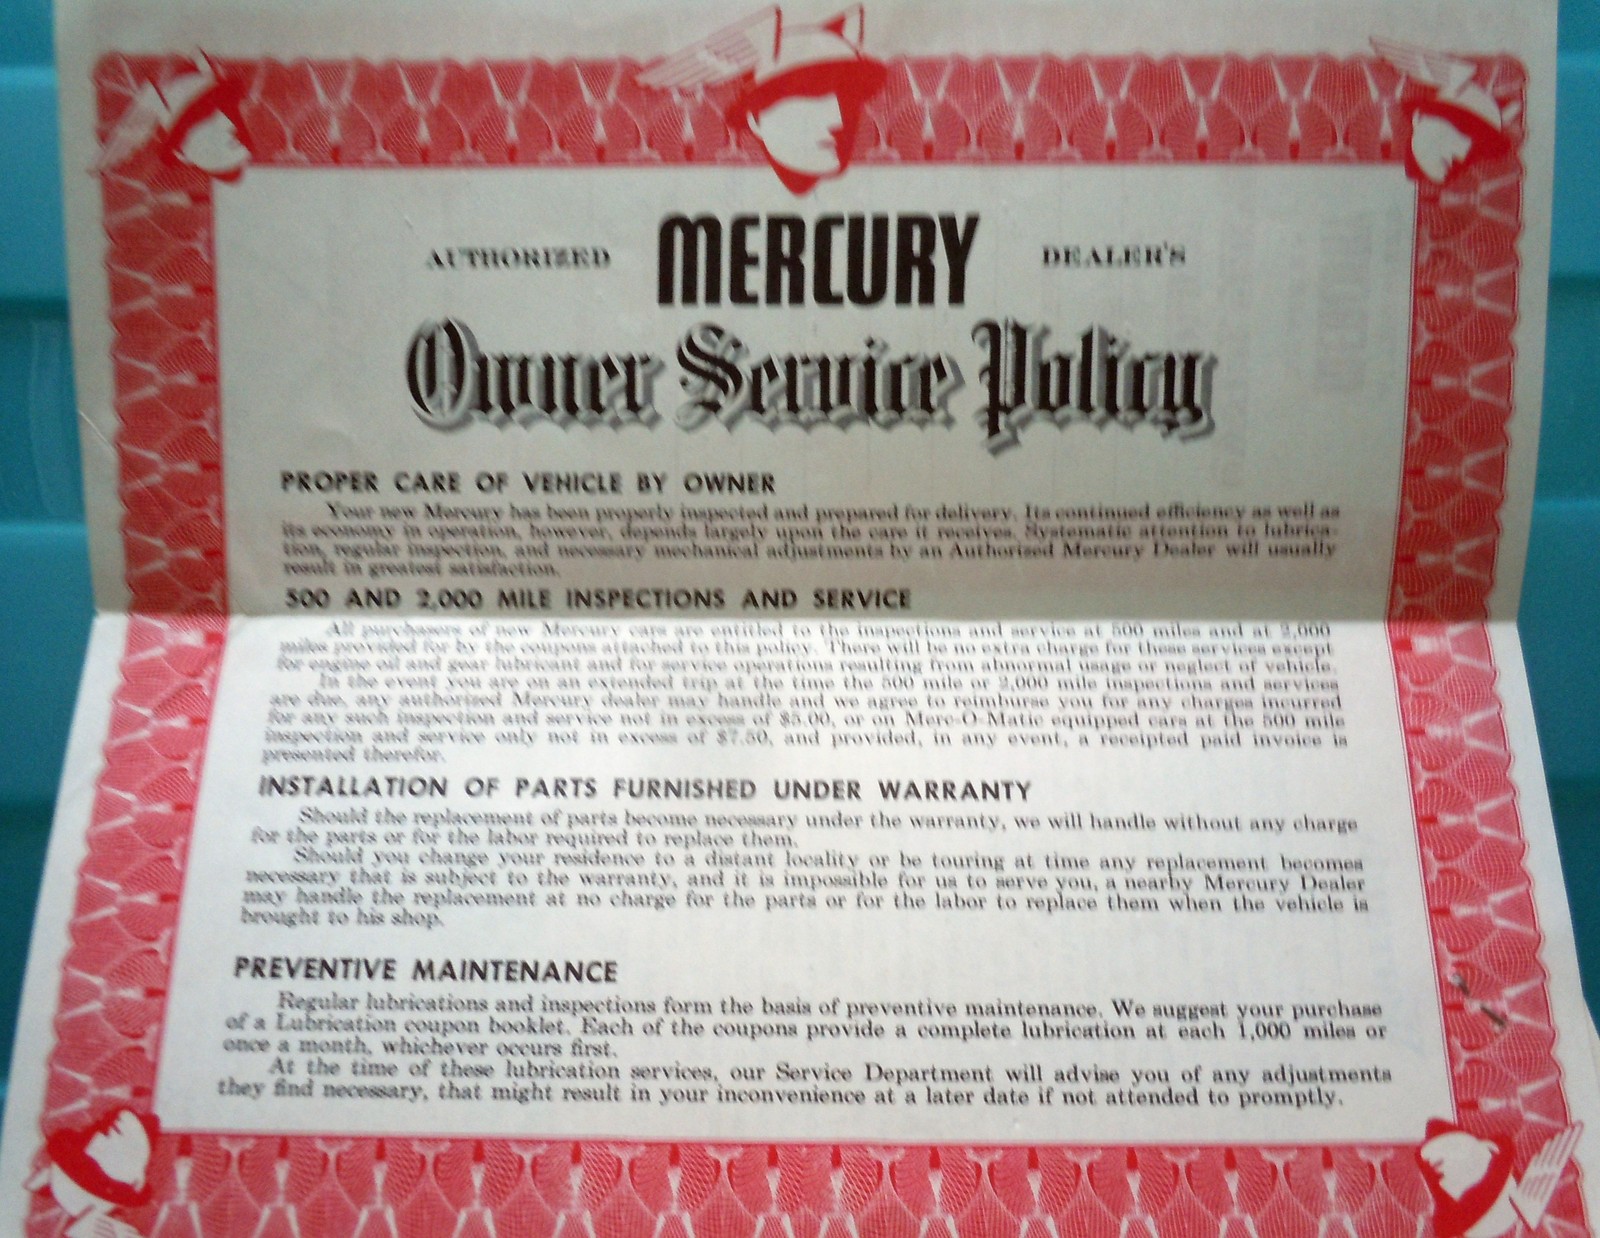 AUTHORIZED MERCURY DEALER'S
Owner Service Policy
PROPER CARE OF VEHICLE BY OWNER
Your new Mercury has been properly inspected and prepared for delivery. Its continued efficiency as well as
its economy in operation, however, depends largely upon the care it receives. Systematic attention to lubrica-
tion, regular inspection, and necessary mechanical adjustments by an Authorized Mercury Dealer will usually
result in greatest satisfaction.
500 AND 2,000 MILE INSPECTIONS AND SERVICE
All purchasers of new Mercury cars are entitled to the inspections and service at 500 miles and at 2,000
miles provided for by the coupons attached to this policy. There will be no extra charge for these services except
for engine oil and gear lubricant and for service operations resulting from abnormal usage or neglect of vehicle.
In the event you are on an extended trip at the time the 500 mile or 2,000 mile inspections and services
are due, any authorized Mercury dealer may handle and we agree to reimburse you for any charges incurred
for any such inspection and service not in excess of $5.00, or on Merc-O-Matic equipped cars at the 500 mile
inspection and service only not in excess of $7.50, and provided, in any event, a receipted paid invoice is
presented therefor.
INSTALLATION OF PARTS FURNISHED UNDER WARRANTY
Should the replacement of parts become necessary under the warranty, we will handle without any charge
for the parts or for the labor required to replace them.
Should you change your residence to a distant locality or be touring at time any replacement becomes
necessary that is subject to the warranty, and it is impossible for us to serve you, a nearby Mercury Dealer
may handle the replacement at no charge for the parts or for the labor to replace them when the vehicle is
brought to his shop.
PREVENTIVE MAINTENANCE
Regular lubrications and inspections form the basis of preventive maintenance. We suggest your purchase
of a Lubrication coupon booklet. Each of the coupons provide a complete lubrication at each 1,000 miles or
once a month, whichever occurs first.
At the time of these lubrication services, our Service Department will advise you of any adjustments
they find necessary, that might result in your inconvenience at a later date if not attended to promptly.